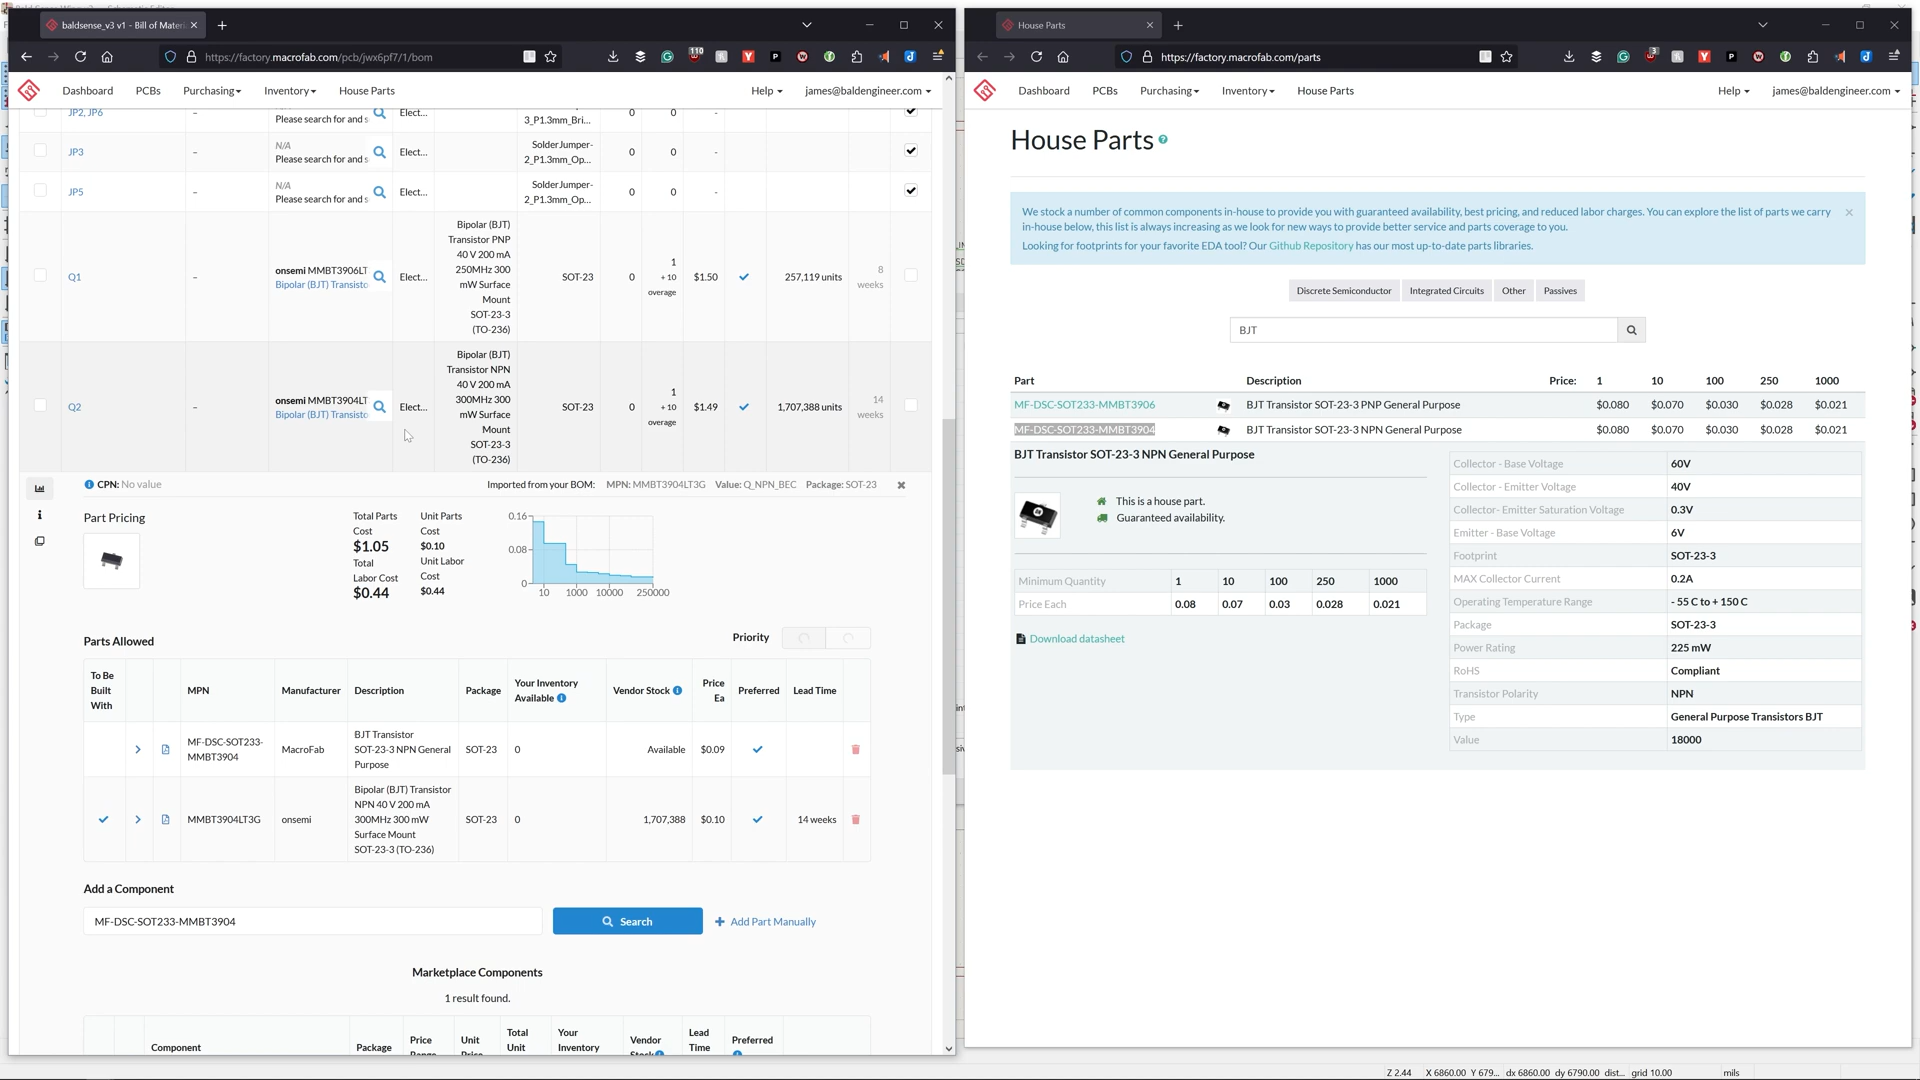 baldsense_v3 v1 - Bill of Mater
https://factory.macrofab.com/pcb/jwx6pf7/1/bom
110
Dashboard
PCBs
Purchasing
Inventory
House Parts
Help
james@baldengineer.com
JP2, JP6
Please search for and s
Elect...
3_P1.3mm_Bri...
0
0
-
JP3
–
N/A
Please search for and s
Elect...
SolderJumper-
2_P1.3mm_Op...
0
0
-
JP5
–
N/A
Please search for and s
Elect...
SolderJumper-
2_P1.3mm_Op...
0
0
-
Q1
–
onsemi MMBT3906LT
Bipolar (BJT) Transisto
Elect...
Bipolar (BJT)
Transistor PNP
40 V 200 mA
250MHz 300
mW Surface
Mount
SOT-23-3
(TO-236)
SOT-23
0
1
+ 10
overage
$1.50
257,119 units
8
weeks
Q2
–
onsemi MMBT3904LT
Bipolar (BJT) Transisto
Elect...
Bipolar (BJT)
Transistor NPN
40 V 200 mA
300MHz 300
mW Surface
Mount
SOT-23-3
(TO-236)
SOT-23
0
1
+ 10
overage
$1.49
1,707,388 units
14
weeks
CPN: No value
Imported from your BOM: MPN: MMBT3904LT3G Value: Q_NPN_BEC Package: SOT-23
Part Pricing
Total Parts
Cost
$1.05
Total
Labor Cost
$0.44
Unit Parts
Cost
$0.10
Unit Labor
Cost
$0.44
0.16
0.08
0
10
1000
10000
250000
Parts Allowed
Priority
To Be
Built
With
MPN
Manufacturer
Description
Package
Your Inventory
Available
Vendor Stock
Price
Ea
Preferred
Lead Time
MF-DSC-SOT233-
MMBT3904
MacroFab
BJT Transistor
SOT-23-3 NPN General
Purpose
SOT-23
0
Available
$0.09
MMBT3904LT3G
onsemi
Bipolar (BJT) Transistor
NPN 40 V 200 mA
300MHz 300 mW
Surface Mount
SOT-23-3 (TO-236)
SOT-23
0
1,707,388
$0.10
14 weeks
Add a Component
MF-DSC-SOT233-MMBT3904
Search
Add Part Manually
Marketplace Components
1 result found.
Component
Package
Price
Range
Unit
Price
Total
Unit
Your
Inventory
Vendor
Stock
Lead
Time
Preferred
House Parts
https://factory.macrofab.com/parts
3
Dashboard
PCBs
Purchasing
Inventory
House Parts
Help
james@baldengineer.com
House Parts
We stock a number of common components in-house to provide you with guaranteed availability, best pricing, and reduced labor charges. You can explore the list of parts we carry
in-house below, this list is always increasing as we look for new ways to provide better service and parts coverage to you.
Looking for footprints for your favorite EDA tool? Our Github Repository has our most up-to-date parts libraries.
Discrete Semiconductor
Integrated Circuits
Other
Passives
BJT
Part
Description
Price:
1
10
100
250
1000
MF-DSC-SOT233-MMBT3906
BJT Transistor SOT-23-3 PNP General Purpose
$0.080
$0.070
$0.030
$0.028
$0.021
MF-DSC-SOT233-MMBT3904
BJT Transistor SOT-23-3 NPN General Purpose
$0.080
$0.070
$0.030
$0.028
$0.021
BJT Transistor SOT-23-3 NPN General Purpose
This is a house part.
Guaranteed availability.
Minimum Quantity
1
10
100
250
1000
Price Each
0.08
0.07
0.03
0.028
0.021
Download datasheet
Collector - Base Voltage
60V
Collector - Emitter Voltage
40V
Collector- Emitter Saturation Voltage
0.3V
Emitter - Base Voltage
6V
Footprint
SOT-23-3
MAX Collector Current
0.2A
Operating Temperature Range
- 55 C to + 150 C
Package
SOT-23-3
Power Rating
225 mW
RoHS
Compliant
Transistor Polarity
NPN
Type
General Purpose Transistors BJT
Value
18000
Z 2.44
X 6860.00 Y 679...
dx 6860.00 dy 6790.00 dist...
grid 10.00
mils